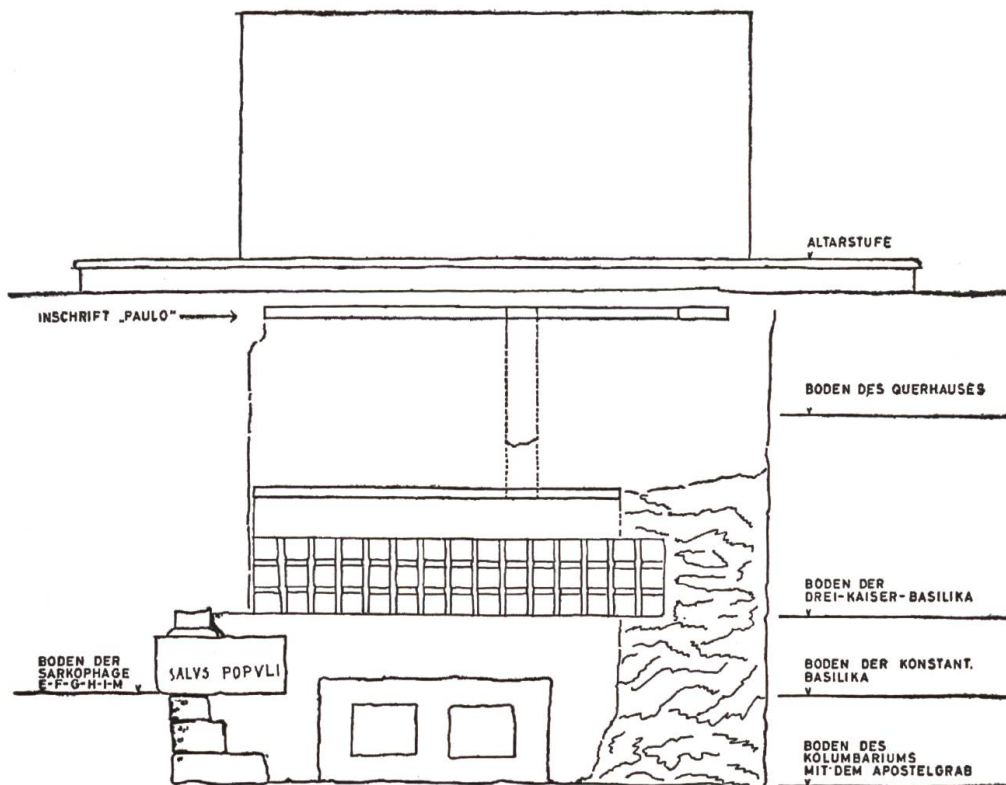 ALTARSTUFE
INSCHRIFT „PAULO"
BODEN DES QUERHAUSES
BODEN DER
DREI-KAISER-BASILIKA
BODEN DER
SARKOPHAGE
E-F-G-H-I-M
SALVS POPVLI
BODEN DER KONSTANT.
BASILIKA
BODEN DES
KOLUMBARIUMS
MIT DEM APOSTELGRAB